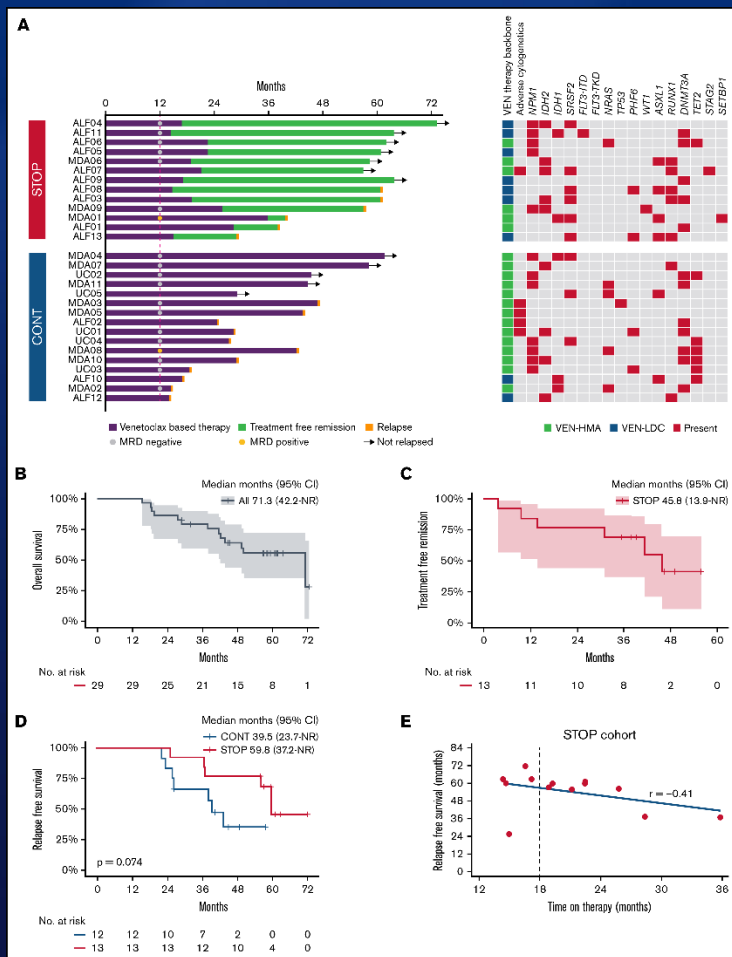 A
Months
0 12 24 36 48 60 72
VEN therapy backbone
Adverse cytogenetics
NPM1
IDH2
IDH1
SRSF2
FLT3-ITD
FLT3-TKD
NRAS
TP53
PHF6
WT1
ASXL1
RUNX1
DNMT3A
TET2
STAG2
SETBP1
STOP
ALF04
ALF11
ALF06
ALF05
MDA06
ALF07
ALF09
ALF08
ALF03
MDA09
MDA01
ALF01
ALF13
CONT
MDA04
MDA07
UC02
MDA11
UC05
MDA03
MDA05
ALF02
UC01
UC04
MDA08
MDA10
UC03
ALF10
MDA02
ALF12
Venetoclax based therapy Treatment free remission Relapse
MRD negative MRD positive Not relapsed
VEN-HMA VEN-LDC Present
B
Median months (95% CI)
All 71.3 (42.2-NR)
Overall survival
100%
75%
50%
25%
0%
0 12 24 36 48 60 72
Months
No. at risk
29 29 25 21 15 8 1
C
Median months (95% CI)
STOP 45.8 (13.9-NR)
Treatment free remission
100%
75%
50%
25%
0%
0 12 24 36 48 60
Months
No. at risk
13 11 10 8 2 0
D
Median months (95% CI)
CONT 39.5 (23.7-NR)
STOP 59.8 (37.2-NR)
Relapse free survival
100%
75%
50%
25%
0%
p = 0.074
0 12 24 36 48 60 72
Months
No. at risk
12 12 10 7 2 0 0
13 13 13 12 10 4 0
E
STOP cohort
Relapse free survival (months)
84
72
60
48
36
24
12
0
r = −0.41
12 18 24 30 36
Time on therapy (months)